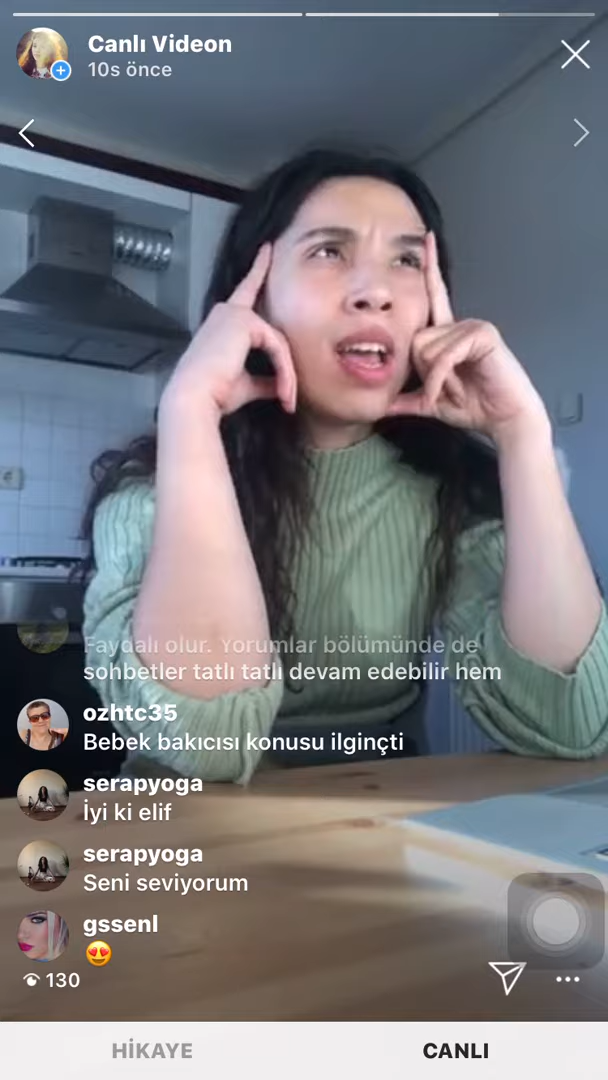 Canlı Videon
10s önce
Faydalı olur. Yorumlar bölümünde de
sohbetler tatlı tatlı devam edebilir hem
ozhtc35
Bebek bakıcısı konusu ilginçti
serapyoga
İyi ki elif
serapyoga
Seni seviyorum
gssenl
😍
130
HİKAYE
CANLI